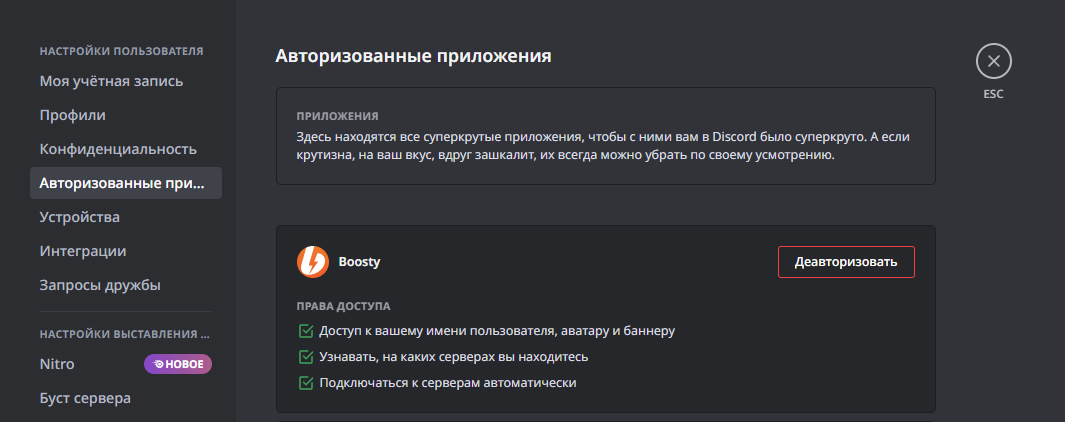 НАСТРОЙКИ ПОЛЬЗОВАТЕЛЯ
Моя учётная запись
Профили
Конфиденциальность
Авторизованные при...
Устройства
Интеграции
Запросы дружбы
НАСТРОЙКИ ВЫСТАВЛЕНИЯ ...
Nitro
НОВОЕ
Буст сервера
Авторизованные приложения
ESC
ПРИЛОЖЕНИЯ
Здесь находятся все суперкрутые приложения, чтобы с ними вам в Discord было суперкруто. А если
крутизна, на ваш вкус, вдруг зашкалит, их всегда можно убрать по своему усмотрению.
Boosty
Деавторизовать
ПРАВА ДОСТУПА
Доступ к вашему имени пользователя, аватару и баннеру
Узнавать, на каких серверах вы находитесь
Подключаться к серверам автоматически